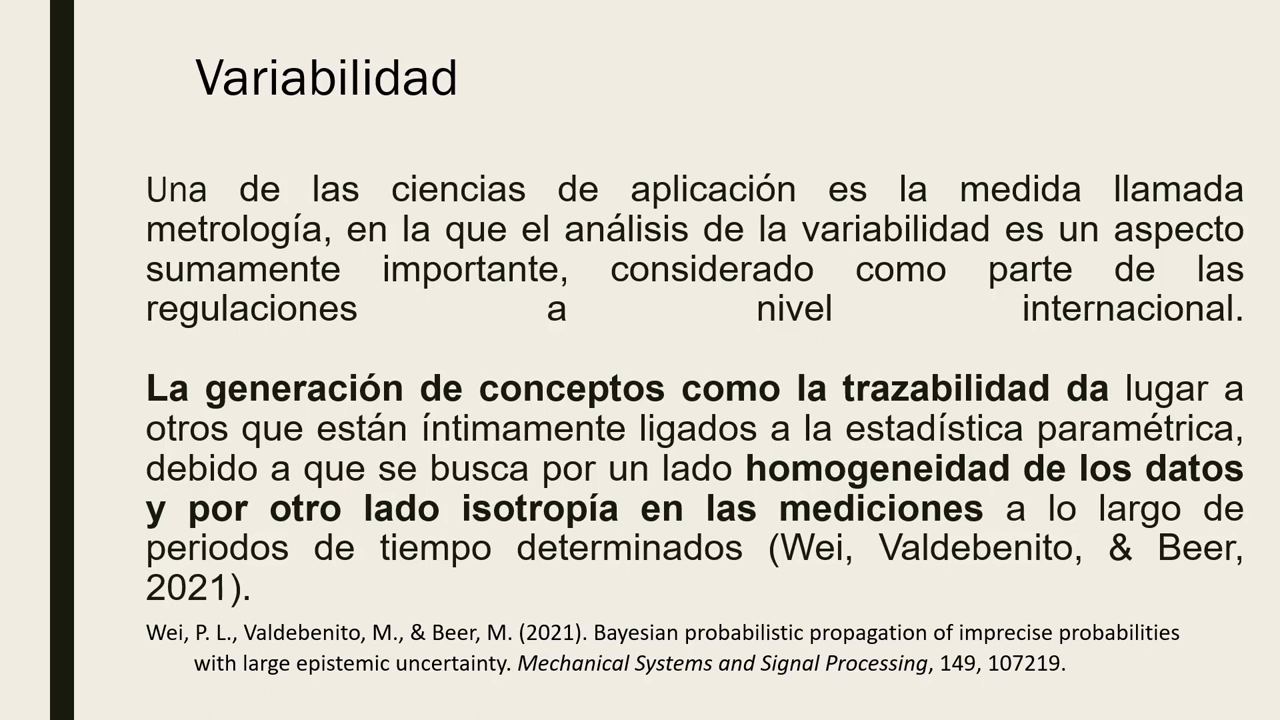 Variabilidad
Una de las ciencias de aplicación es la medida llamada
metrología, en la que el análisis de la variabilidad es un aspecto
sumamente importante, considerado como parte de las
regulaciones a nivel internacional.
La generación de conceptos como la trazabilidad da lugar a
otros que están íntimamente ligados a la estadística paramétrica,
debido a que se busca por un lado homogeneidad de los datos
y por otro lado isotropía en las mediciones a lo largo de
periodos de tiempo determinados (Wei, Valdebenito, & Beer,
2021).
Wei, P. L., Valdebenito, M., & Beer, M. (2021). Bayesian probabilistic propagation of imprecise probabilities
with large epistemic uncertainty. Mechanical Systems and Signal Processing, 149, 107219.